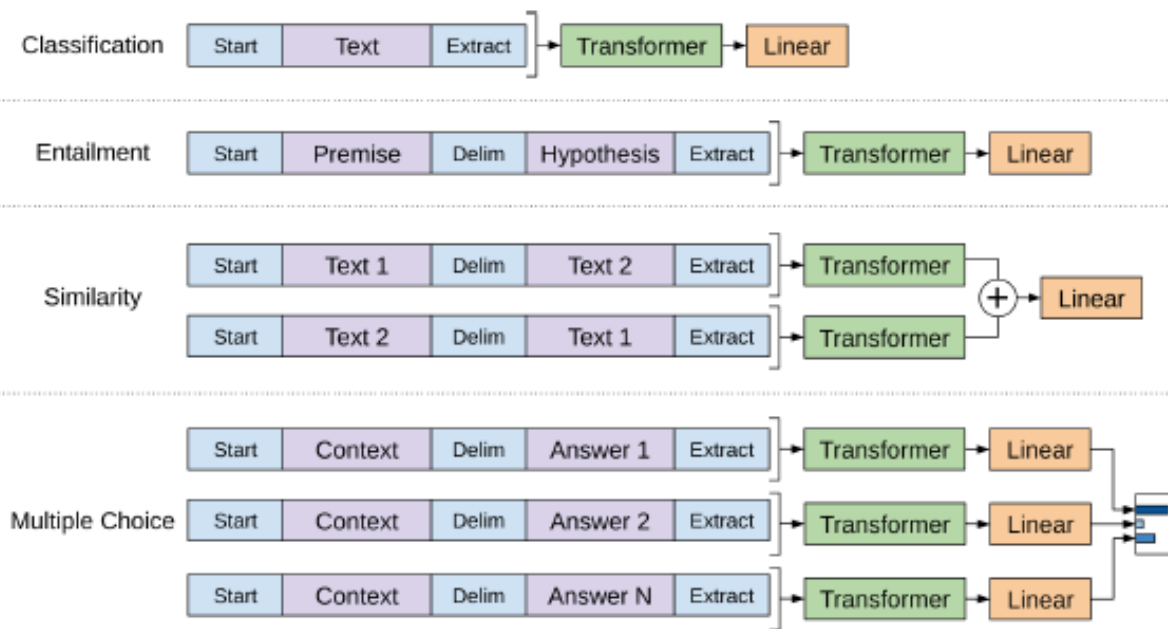 Classification Start Text Extract Transformer Linear
Entailment Start Premise Delim Hypothesis Extract Transformer Linear
Start Text 1 Delim Text 2 Extract Transformer
Similarity + Linear
Start Text 2 Delim Text 1 Extract Transformer
Start Context Delim Answer 1 Extract Transformer Linear
Multiple Choice Start Context Delim Answer 2 Extract Transformer Linear
Start Context Delim Answer N Extract Transformer Linear